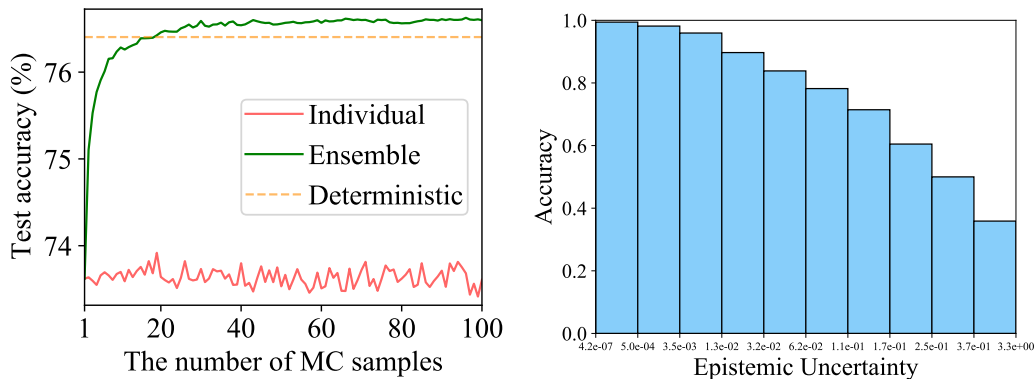 Test accuracy (%)
76
75
74
Individual
Ensemble
Deterministic
1 20 40 60 80 100
The number of MC samples
Accuracy
1.0
0.8
0.6
0.4
0.2
0.0
4.2e-07 5.0e-04 3.5e-03 1.3e-02 3.2e-02 6.2e-02 1.1e-01 1.7e-01 2.5e-01 3.7e-01 3.3e+00
Epistemic Uncertainty